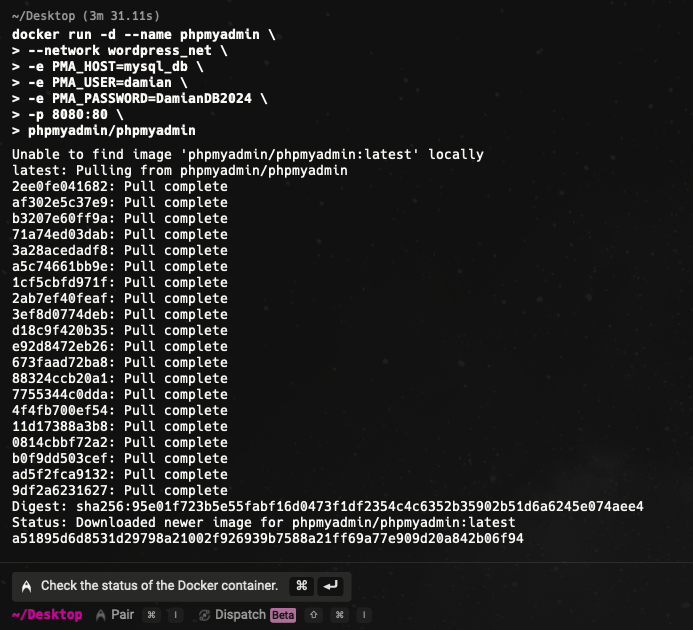 ~/Desktop (3m 31.11s)
docker run -d --name phpmyadmin \
> --network wordpress_net \
> -e PMA_HOST=mysql_db \
> -e PMA_USER=damian \
> -e PMA_PASSWORD=DamianDB2024 \
> -p 8080:80 \
> phpmyadmin/phpmyadmin
Unable to find image 'phpmyadmin/phpmyadmin:latest' locally
latest: Pulling from phpmyadmin/phpmyadmin
2ee0fe041682: Pull complete
af302e5c37e9: Pull complete
b3207e60ff9a: Pull complete
71a74ed03dab: Pull complete
3a28acedadf8: Pull complete
a5c74661bb9e: Pull complete
1cf5cbfd971f: Pull complete
2ab7ef40feaf: Pull complete
3ef8d0774deb: Pull complete
d18c9f420b35: Pull complete
e92d8472eb26: Pull complete
673faad72ba8: Pull complete
88324ccb20a1: Pull complete
7755344c0dda: Pull complete
4f4fb700ef54: Pull complete
11d17388a3b8: Pull complete
0814cbbf72a2: Pull complete
b0f9dd503cef: Pull complete
ad5f2fca9132: Pull complete
9df2a6231627: Pull complete
Digest: sha256:95e01f723b5e55fabf16d0473f1df2354c4c6352b35902b51d6a6245e074aee4
Status: Downloaded newer image for phpmyadmin/phpmyadmin:latest
a51895d6d8531d29798a21002f926939b7588a21ff69a77e909d20a842b06f94
Check the status of the Docker container. ⌘ ↵
~/Desktop Pair ⌘ I Dispatch Beta ⇧ ⌘ I